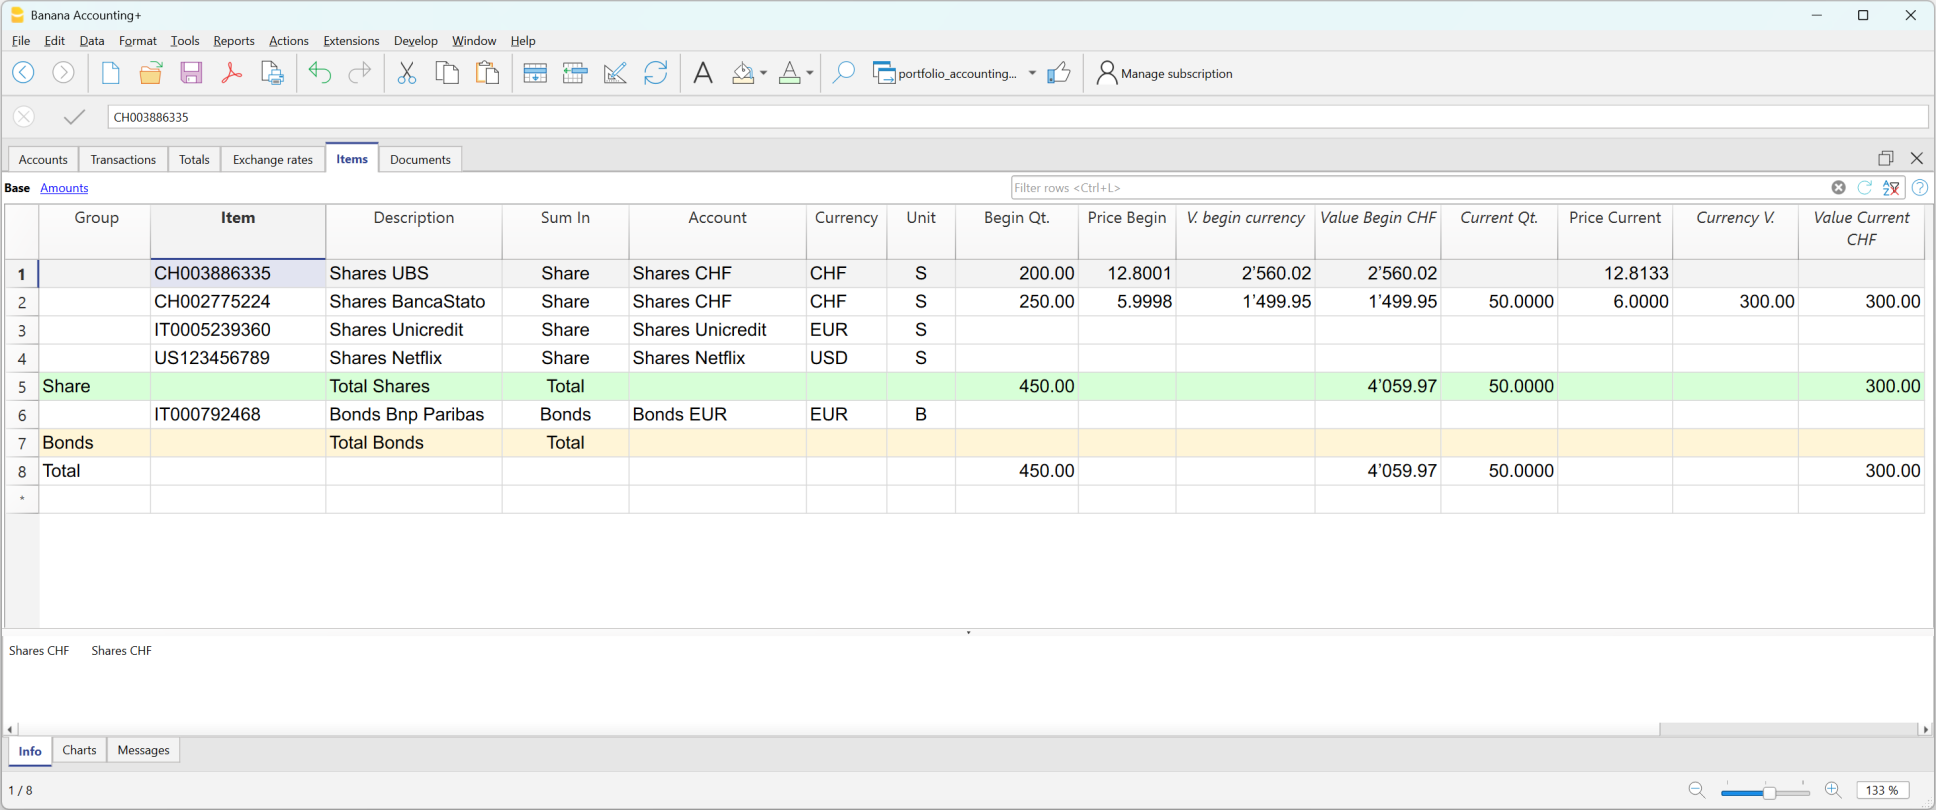 Banana Accounting+
File Edit Data Format Tools Reports Actions Extensions Develop Window Help
portfolio_accounting... Manage subscription
CH003886335
Accounts Transactions Totals Exchange rates Items Documents
Base Amounts Filter rows <Ctrl+L>
Group Item Description Sum In Account Currency Unit Begin Qt. Price Begin V. begin currency Value Begin CHF Current Qt. Price Current Currency V. Value Current CHF
1 CH003886335 Shares UBS Share Shares CHF CHF S 200.00 12.8001 2’560.02 2’560.02 12.8133
2 CH002775224 Shares BancaStato Share Shares CHF CHF S 250.00 5.9998 1’499.95 1’499.95 50.0000 6.0000 300.00 300.00
3 IT0005239360 Shares Unicredit Share Shares Unicredit EUR S
4 US123456789 Shares Netflix Share Shares Netflix USD S
5 Share Total Shares Total 450.00 4’059.97 50.0000 300.00
6 IT000792468 Bonds Bnp Paribas Bonds Bonds EUR EUR B
7 Bonds Total Bonds Total
8 Total 450.00 4’059.97 50.0000 300.00
*
Shares CHF Shares CHF
Info Charts Messages
1 / 8 133 %